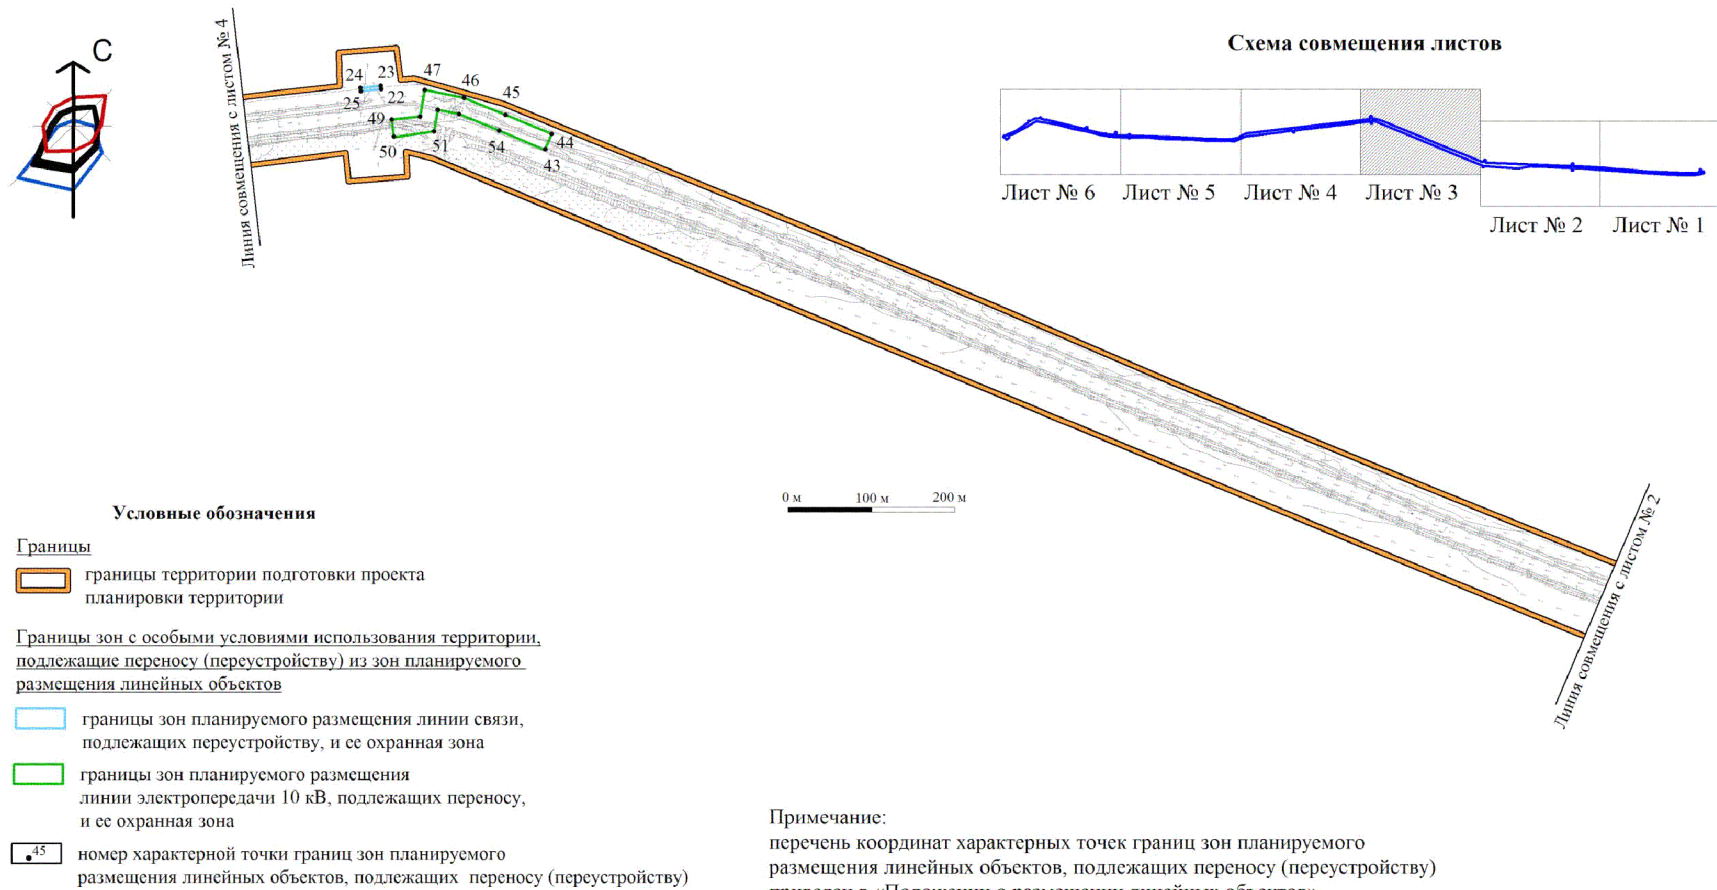 С
Линия совмещения с листом № 4
24
23
25
22
47
46
45
49
50
51
54
44
43
Схема совмещения листов
Лист № 6
Лист № 5
Лист № 4
Лист № 3
Лист № 2
Лист № 1
0 м 100 м 200 м
Линия совмещения с листом № 2
Условные обозначения
Границы
границы территории подготовки проекта
планировки территории
Границы зон с особыми условиями использования территории,
подлежащие переносу (переустройству) из зон планируемого
размещения линейных объектов
границы зон планируемого размещения линии связи,
подлежащих переустройству, и ее охранная зона
границы зон планируемого размещения
линии электропередачи 10 кВ, подлежащих переносу,
и ее охранная зона
45
номер характерной точки границ зон планируемого
размещения линейных объектов, подлежащих переносу (переустройству)
Примечание:
перечень координат характерных точек границ зон планируемого
размещения линейных объектов, подлежащих переносу (переустройству)
приведен в «Положении о размещении линейных объектов»